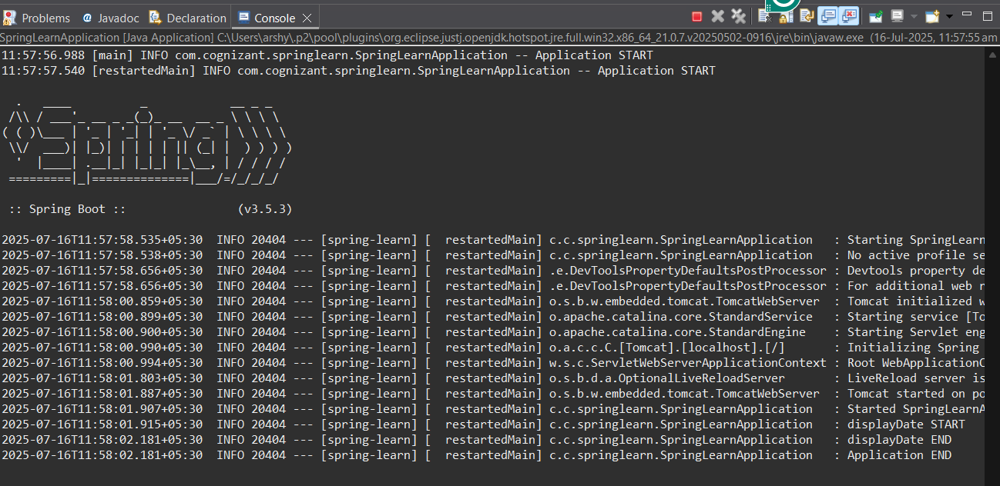 Problems Javadoc Declaration Console
SpringLearnApplication [Java Application] C:\Users\arshy\.p2\pool\plugins\org.eclipse.justj.openjdk.hotspot.jre.full.win32.x86_64_21.0.7.v20250502-0916\jre\bin\javaw.exe (16-Jul-2025, 11:57:55 am
11:57:56.988 [main] INFO com.cognizant.springlearn.SpringLearnApplication -- Application START
11:57:57.540 [restartedMain] INFO com.cognizant.springlearn.SpringLearnApplication -- Application START
  .   ____          _            __ _ _
 /\\ / ___'_ __ _ _(_)_ __  __ _ \ \ \ \
( ( )\___ | '_ | '_| | '_ \/ _` | \ \ \ \
 \\/  ___)| |_)| | | | | || (_| |  ) ) ) )
  '  |____| .__|_| |_|_| |_\__, | / / / /
 =========|_|==============|___/=/_/_/_/
 :: Spring Boot ::                (v3.5.3)
2025-07-16T11:57:58.535+05:30  INFO 20404 --- [spring-learn] [  restartedMain] c.c.springlearn.SpringLearnApplication   : Starting SpringLearn
2025-07-16T11:57:58.538+05:30  INFO 20404 --- [spring-learn] [  restartedMain] c.c.springlearn.SpringLearnApplication   : No active profile se
2025-07-16T11:57:58.656+05:30  INFO 20404 --- [spring-learn] [  restartedMain] .e.DevToolsPropertyDefaultsPostProcessor : Devtools property de
2025-07-16T11:57:58.656+05:30  INFO 20404 --- [spring-learn] [  restartedMain] .e.DevToolsPropertyDefaultsPostProcessor : For additional web r
2025-07-16T11:58:00.859+05:30  INFO 20404 --- [spring-learn] [  restartedMain] o.s.b.w.embedded.tomcat.TomcatWebServer  : Tomcat initialized w
2025-07-16T11:58:00.899+05:30  INFO 20404 --- [spring-learn] [  restartedMain] o.apache.catalina.core.StandardService   : Starting service [To
2025-07-16T11:58:00.900+05:30  INFO 20404 --- [spring-learn] [  restartedMain] o.apache.catalina.core.StandardEngine    : Starting Servlet eng
2025-07-16T11:58:00.990+05:30  INFO 20404 --- [spring-learn] [  restartedMain] o.a.c.c.C.[Tomcat].[localhost].[/]       : Initializing Spring
2025-07-16T11:58:00.994+05:30  INFO 20404 --- [spring-learn] [  restartedMain] w.s.c.ServletWebServerApplicationContext : Root WebApplicationC
2025-07-16T11:58:01.803+05:30  INFO 20404 --- [spring-learn] [  restartedMain] o.s.b.d.a.OptionalLiveReloadServer       : LiveReload server is
2025-07-16T11:58:01.887+05:30  INFO 20404 --- [spring-learn] [  restartedMain] o.s.b.w.embedded.tomcat.TomcatWebServer  : Tomcat started on po
2025-07-16T11:58:01.907+05:30  INFO 20404 --- [spring-learn] [  restartedMain] c.c.springlearn.SpringLearnApplication   : Started SpringLearnA
2025-07-16T11:58:01.915+05:30  INFO 20404 --- [spring-learn] [  restartedMain] c.c.springlearn.SpringLearnApplication   : displayDate START
2025-07-16T11:58:02.181+05:30  INFO 20404 --- [spring-learn] [  restartedMain] c.c.springlearn.SpringLearnApplication   : displayDate END
2025-07-16T11:58:02.181+05:30  INFO 20404 --- [spring-learn] [  restartedMain] c.c.springlearn.SpringLearnApplication   : Application END